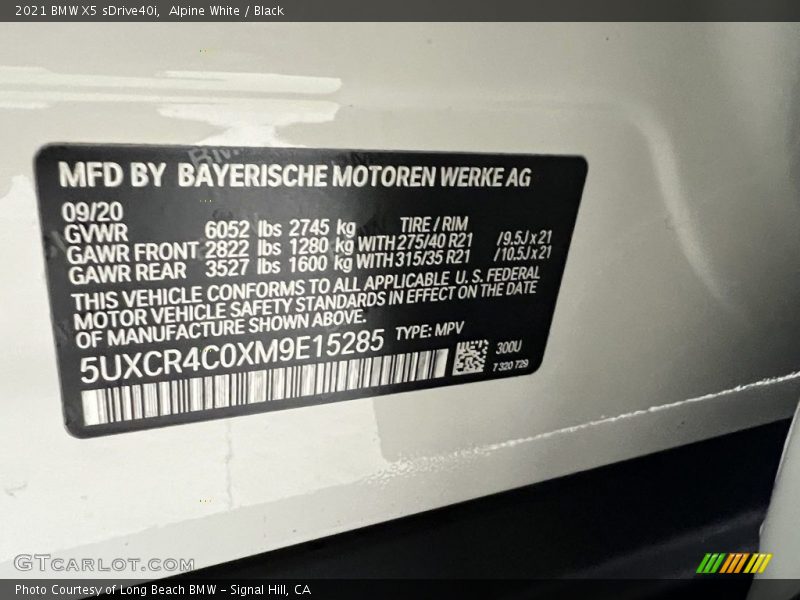 2021 BMW X5 sDrive40i,  Alpine White / Black
MFD BY BAYERISCHE MOTOREN WERKE AG
09/20
GVWR 6052 lbs 2745 kg TIRE / RIM
GAWR FRONT 2822 lbs 1280 kg WITH 275/40 R21 /9.5J x 21
GAWR REAR 3527 lbs 1600 kg WITH 315/35 R21 /10.5J x 21
THIS VEHICLE CONFORMS TO ALL APPLICABLE U.S. FEDERAL
MOTOR VEHICLE SAFETY STANDARDS IN EFFECT ON THE DATE
OF MANUFACTURE SHOWN ABOVE.
5UXCR4C0XM9E15285 TYPE: MPV
300U
7 320 729
GTCARLOT.COM
Photo Courtesy of Long Beach BMW - Signal Hill, CA